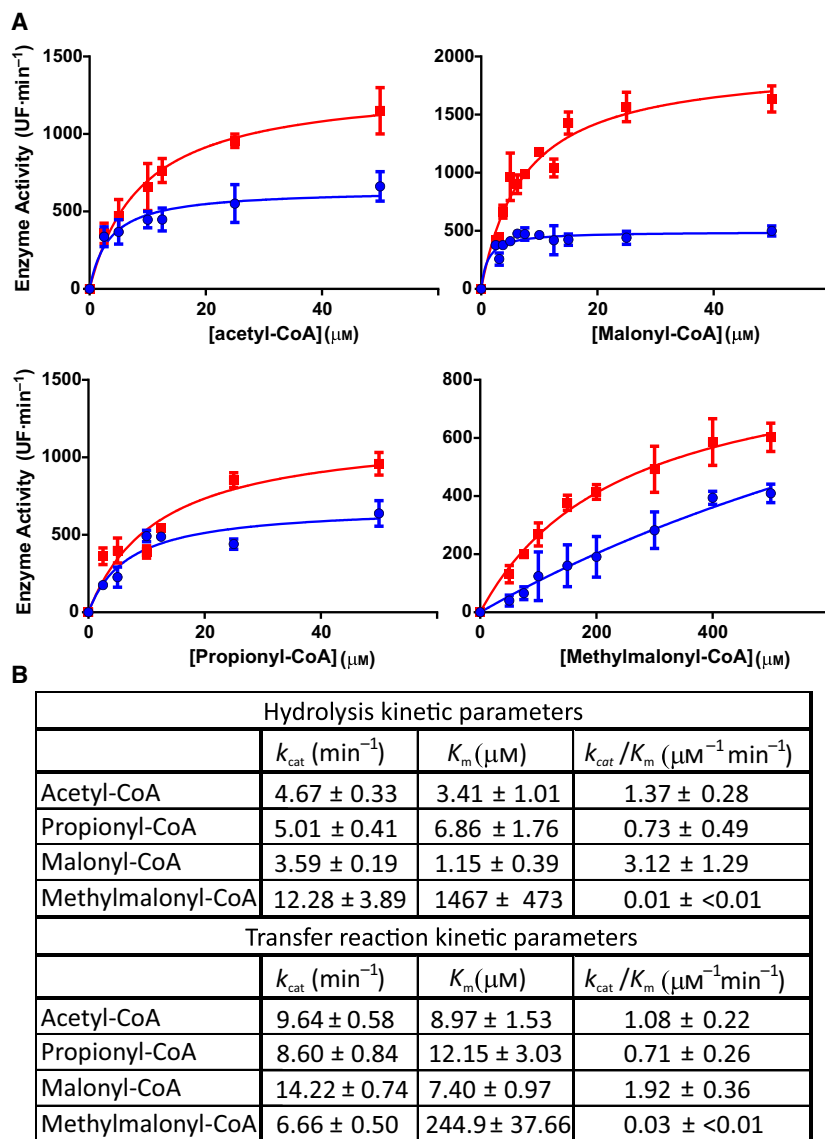 A
Enzyme Activity (UF·min⁻¹)
1500
1000
500
0
0 20 40
[acetyl-CoA] (μM)
2000
1500
1000
500
0
0 20 40
[Malonyl-CoA] (μM)
Enzyme Activity (UF·min⁻¹)
1500
1000
500
0
0 20 40
[Propionyl-CoA] (μM)
800
600
400
200
0
0 200 400
[Methylmalonyl-CoA] (μM)
B
Hydrolysis kinetic parameters
kcat (min⁻¹) Km (μM) kcat /Km (μM⁻¹ min⁻¹)
Acetyl-CoA 4.67 ± 0.33 3.41 ± 1.01 1.37 ± 0.28
Propionyl-CoA 5.01 ± 0.41 6.86 ± 1.76 0.73 ± 0.49
Malonyl-CoA 3.59 ± 0.19 1.15 ± 0.39 3.12 ± 1.29
Methylmalonyl-CoA 12.28 ± 3.89 1467 ± 473 0.01 ± <0.01
Transfer reaction kinetic parameters
kcat (min⁻¹) Km (μM) kcat /Km (μM⁻¹min⁻¹)
Acetyl-CoA 9.64 ± 0.58 8.97 ± 1.53 1.08 ± 0.22
Propionyl-CoA 8.60 ± 0.84 12.15 ± 3.03 0.71 ± 0.26
Malonyl-CoA 14.22 ± 0.74 7.40 ± 0.97 1.92 ± 0.36
Methylmalonyl-CoA 6.66 ± 0.50 244.9 ± 37.66 0.03 ± <0.01